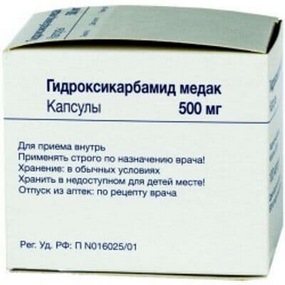 Гидроксикарбамид медак
Капсулы 500 мг
Для приема внутрь
Применять строго по назначению врача!
Хранение: в обычных условиях
Хранить в недоступном для детей месте!
Отпуск из аптек: по рецепту врача
Рег. Уд. РФ: П N016025/01